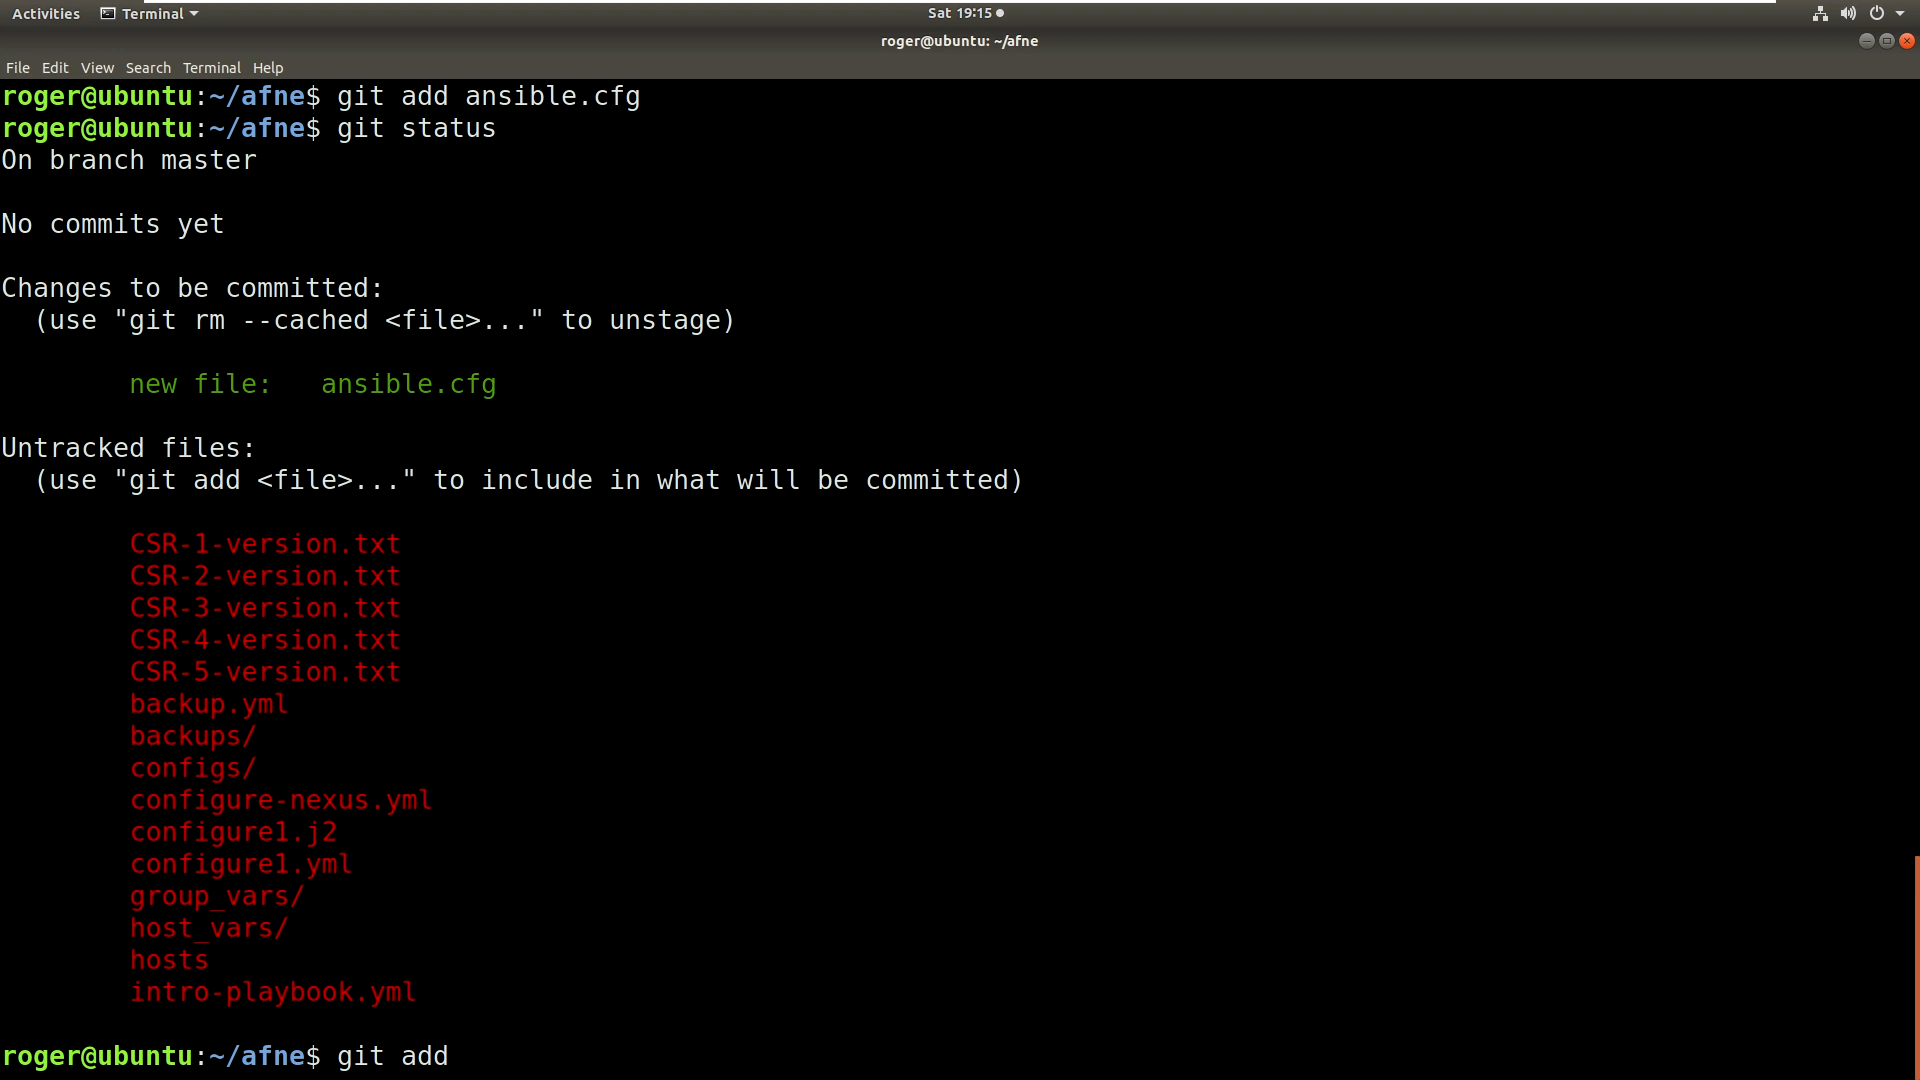 Activities Terminal Sat 19:15
roger@ubuntu: ~/afne
File Edit View Search Terminal Help
roger@ubuntu:~/afne$ git add ansible.cfg
roger@ubuntu:~/afne$ git status
On branch master
No commits yet
Changes to be committed:
  (use "git rm --cached <file>..." to unstage)
        new file:   ansible.cfg
Untracked files:
  (use "git add <file>..." to include in what will be committed)
        CSR-1-version.txt
        CSR-2-version.txt
        CSR-3-version.txt
        CSR-4-version.txt
        CSR-5-version.txt
        backup.yml
        backups/
        configs/
        configure-nexus.yml
        configure1.j2
        configure1.yml
        group_vars/
        host_vars/
        hosts
        intro-playbook.yml
roger@ubuntu:~/afne$ git add